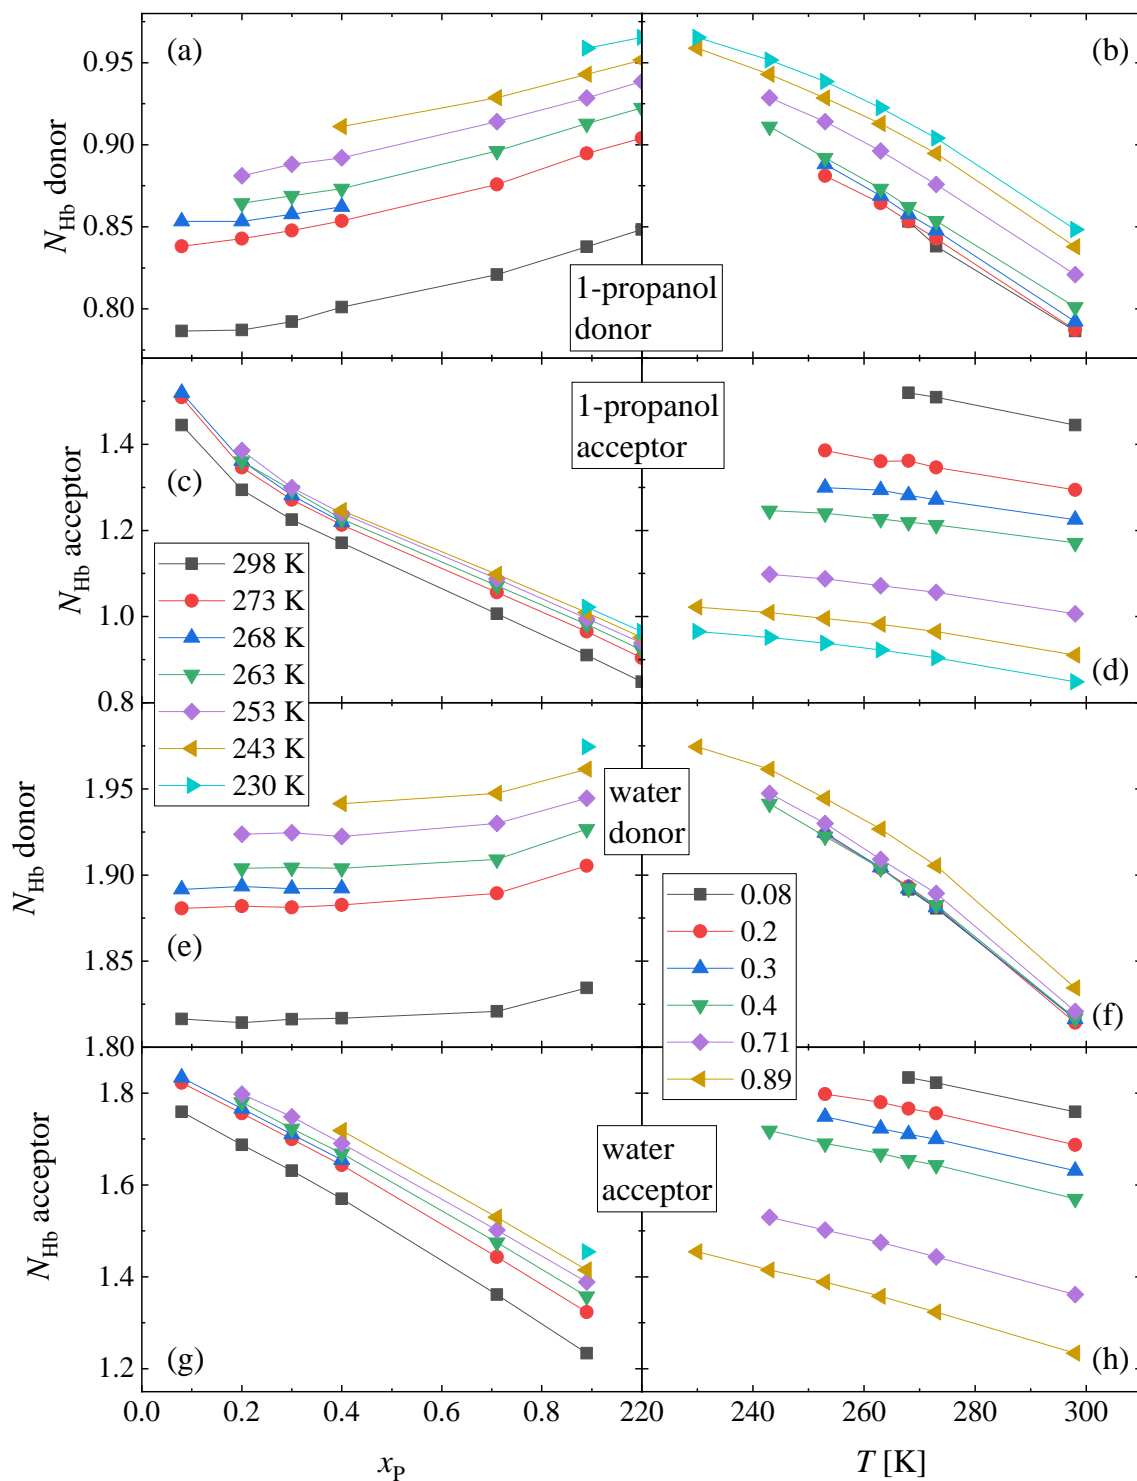 (a)
(b)
0.95
0.90
0.85
0.80
N_Hb donor
1-propanol
donor
1-propanol
acceptor
1.4
1.2
1.0
0.8
N_Hb acceptor
(c)
(d)
298 K
273 K
268 K
263 K
253 K
243 K
230 K
1.95
1.90
1.85
1.80
N_Hb donor
water
donor
(e)
(f)
0.08
0.2
0.3
0.4
0.71
0.89
1.8
1.6
1.4
1.2
N_Hb acceptor
water
acceptor
(g)
(h)
0.0 0.2 0.4 0.6 0.8 220 240 260 280 300
x_P
T [K]